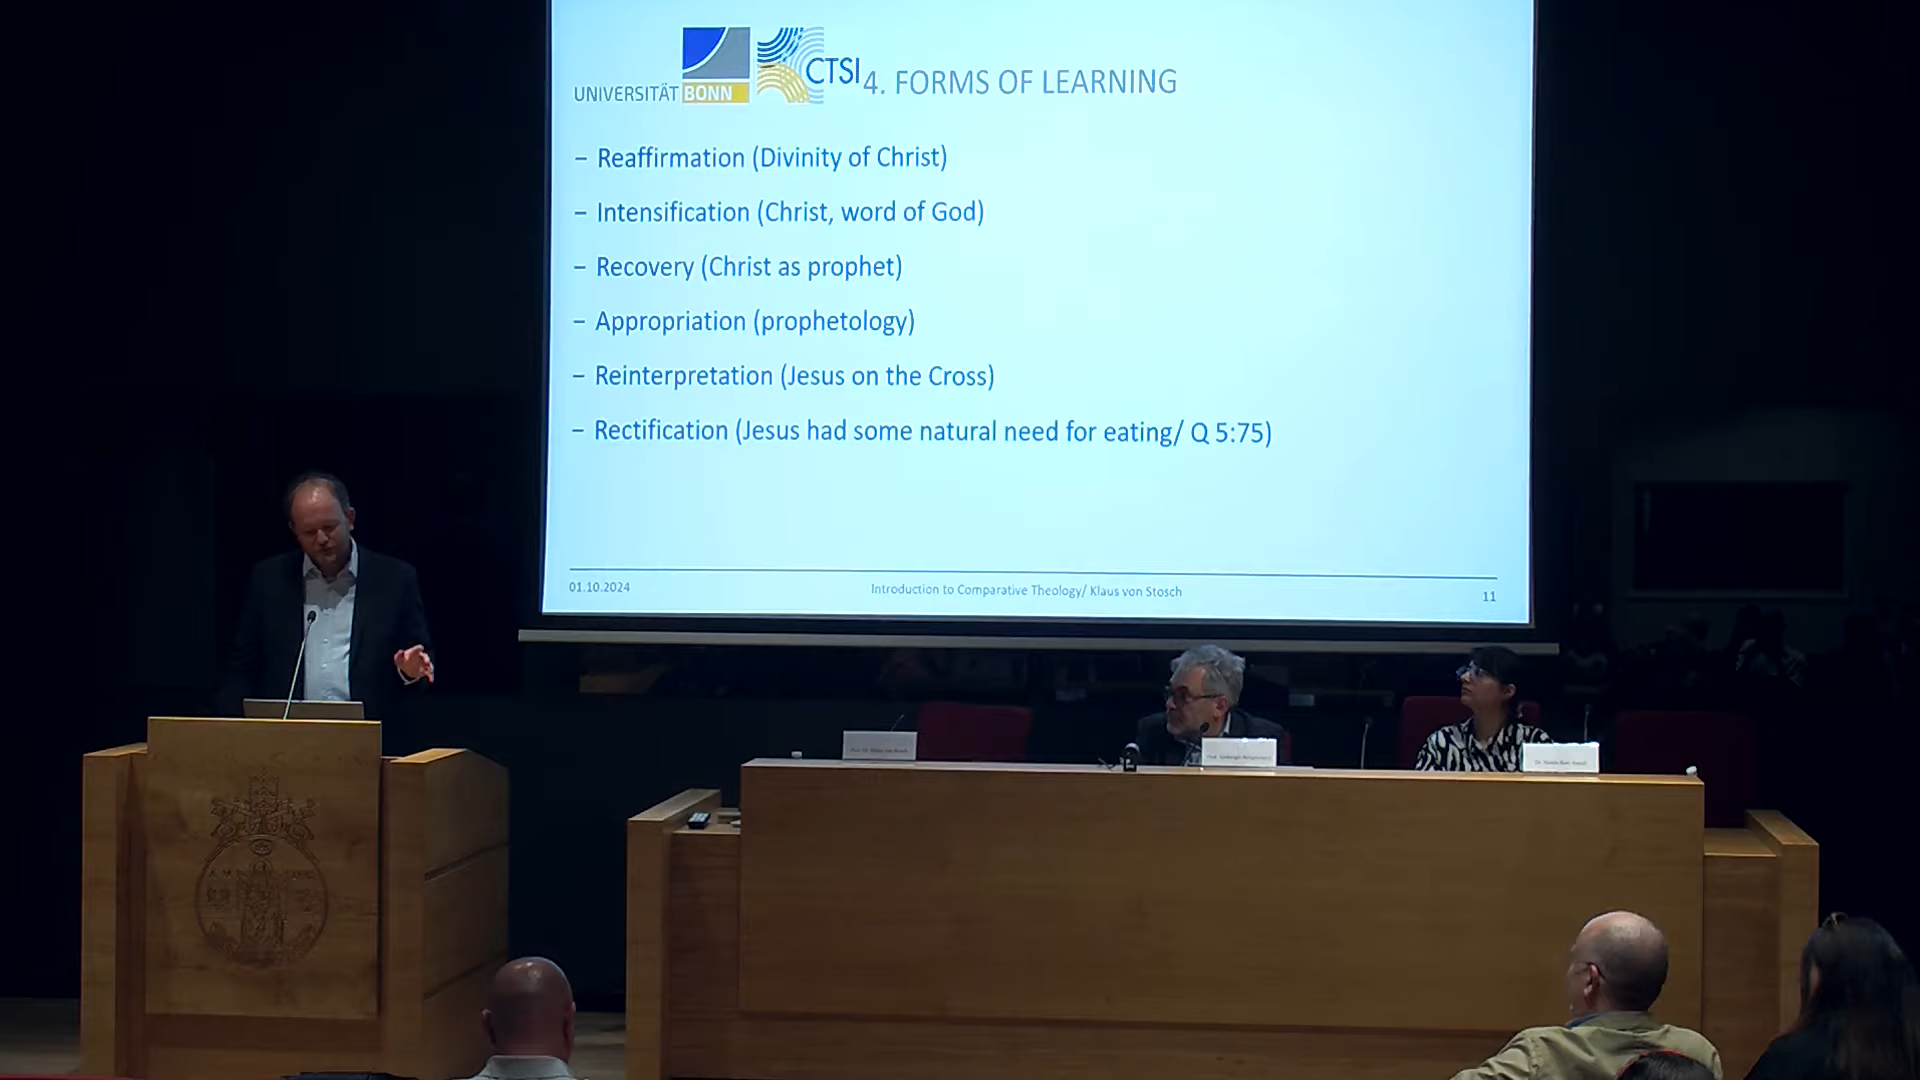 UNIVERSITÄT BONN
CTSI
4. FORMS OF LEARNING
– Reaffirmation (Divinity of Christ)
– Intensification (Christ, word of God)
– Recovery (Christ as prophet)
– Appropriation (prophetology)
– Reinterpretation (Jesus on the Cross)
– Rectification (Jesus had some natural need for eating/ Q 5:75)
01.10.2024
Introduction to Comparative Theology/ Klaus von Stosch
11